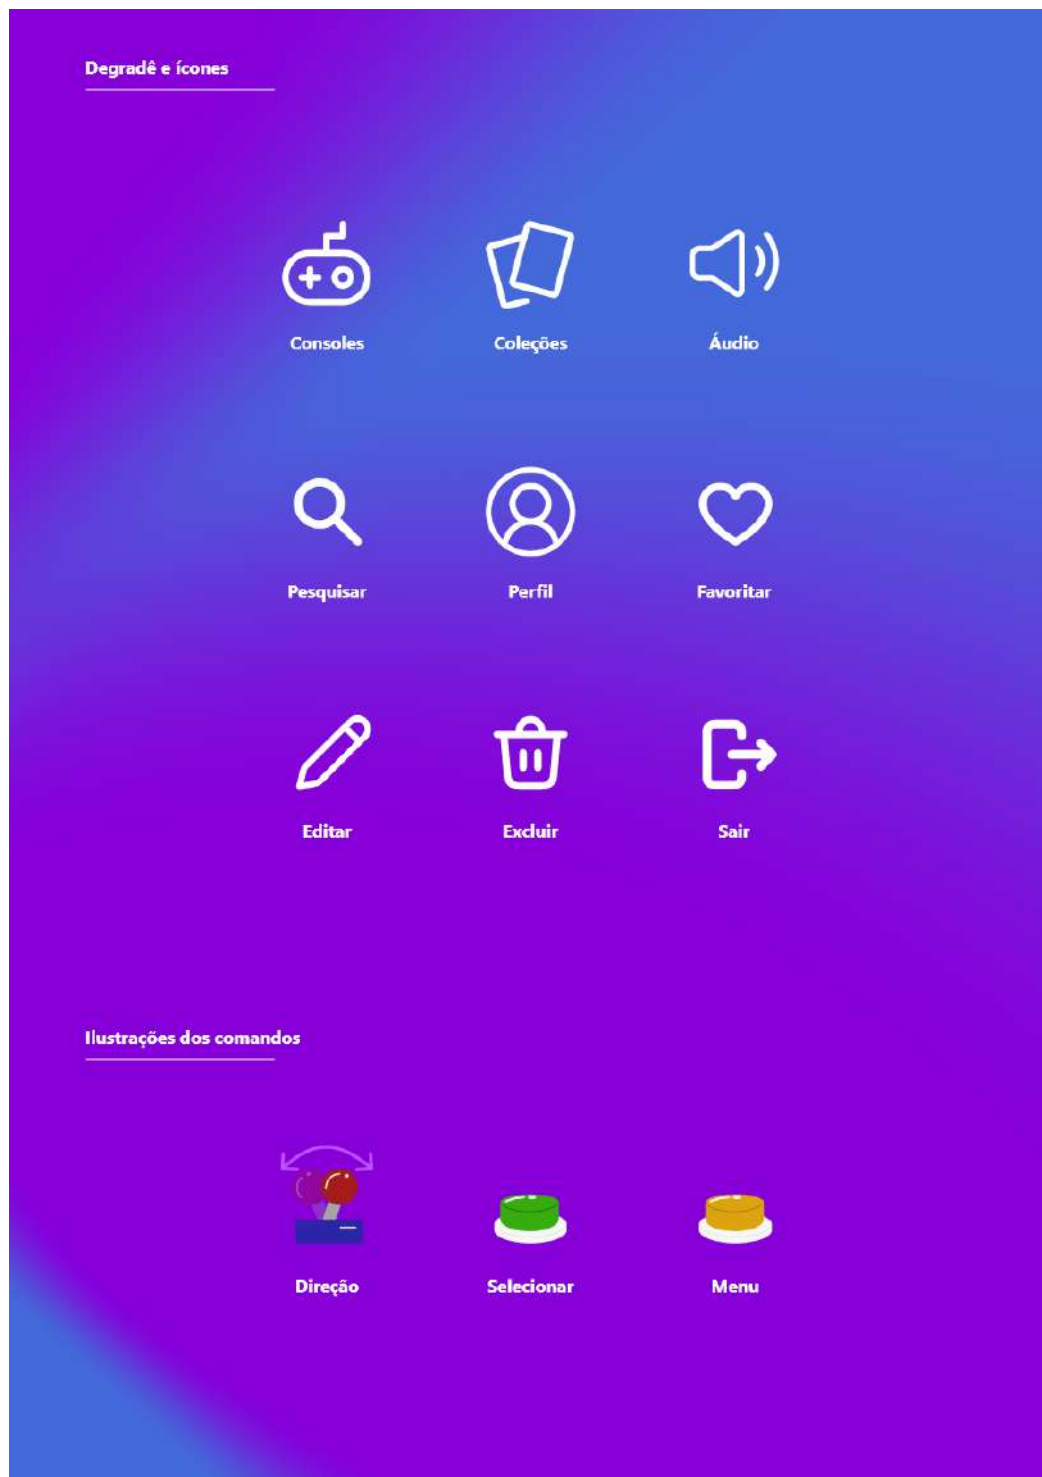 Degradê e ícones
Consoles
Coleções
Áudio
Pesquisar
Perfil
Favoritar
Editar
Excluir
Sair
Ilustrações dos comandos
Direção
Selecionar
Menu